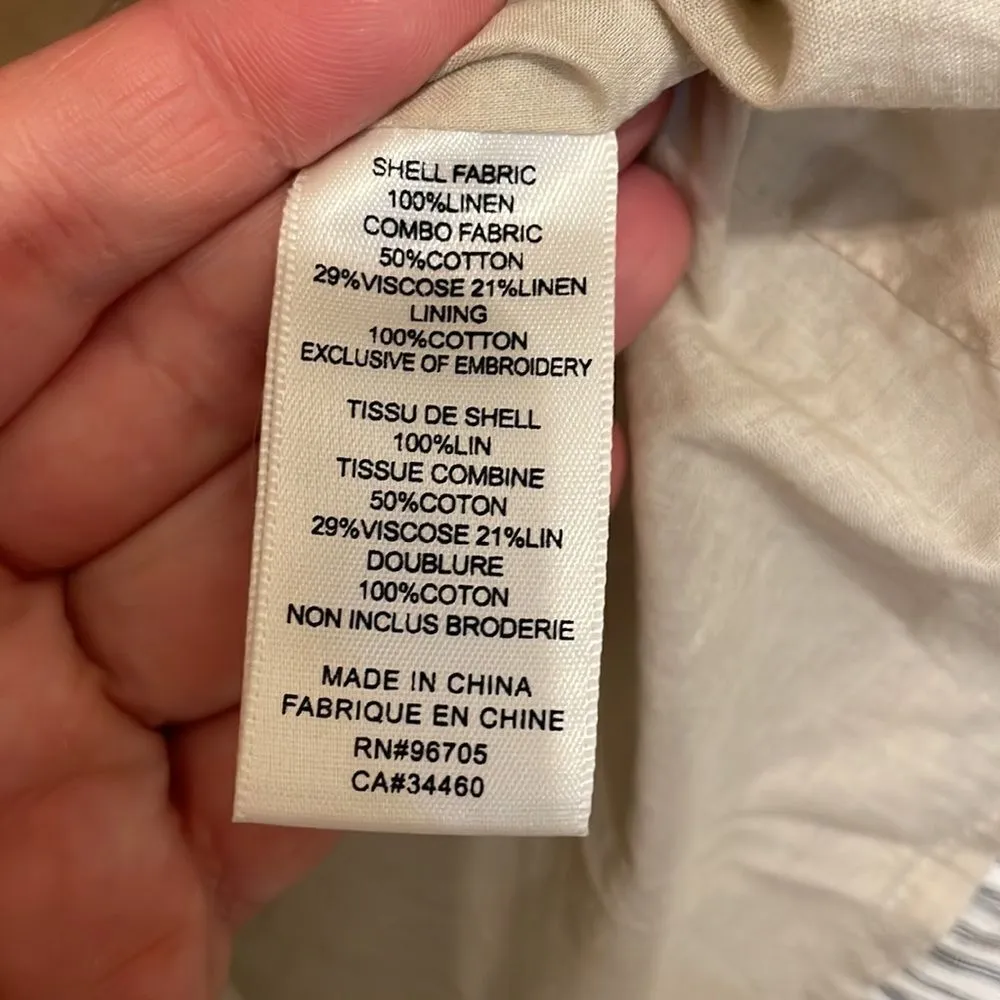 SHELL FABRIC
100%LINEN
COMBO FABRIC
50%COTTON
29%VISCOSE 21%LINEN
LINING
100%COTTON
EXCLUSIVE OF EMBROIDERY
TISSU DE SHELL
100%LIN
TISSUE COMBINE
50%COTON
29%VISCOSE 21%LIN
DOUBLURE
100%COTON
NON INCLUS BRODERIE
MADE IN CHINA
FABRIQUE EN CHINE
RN#96705
CA#34460